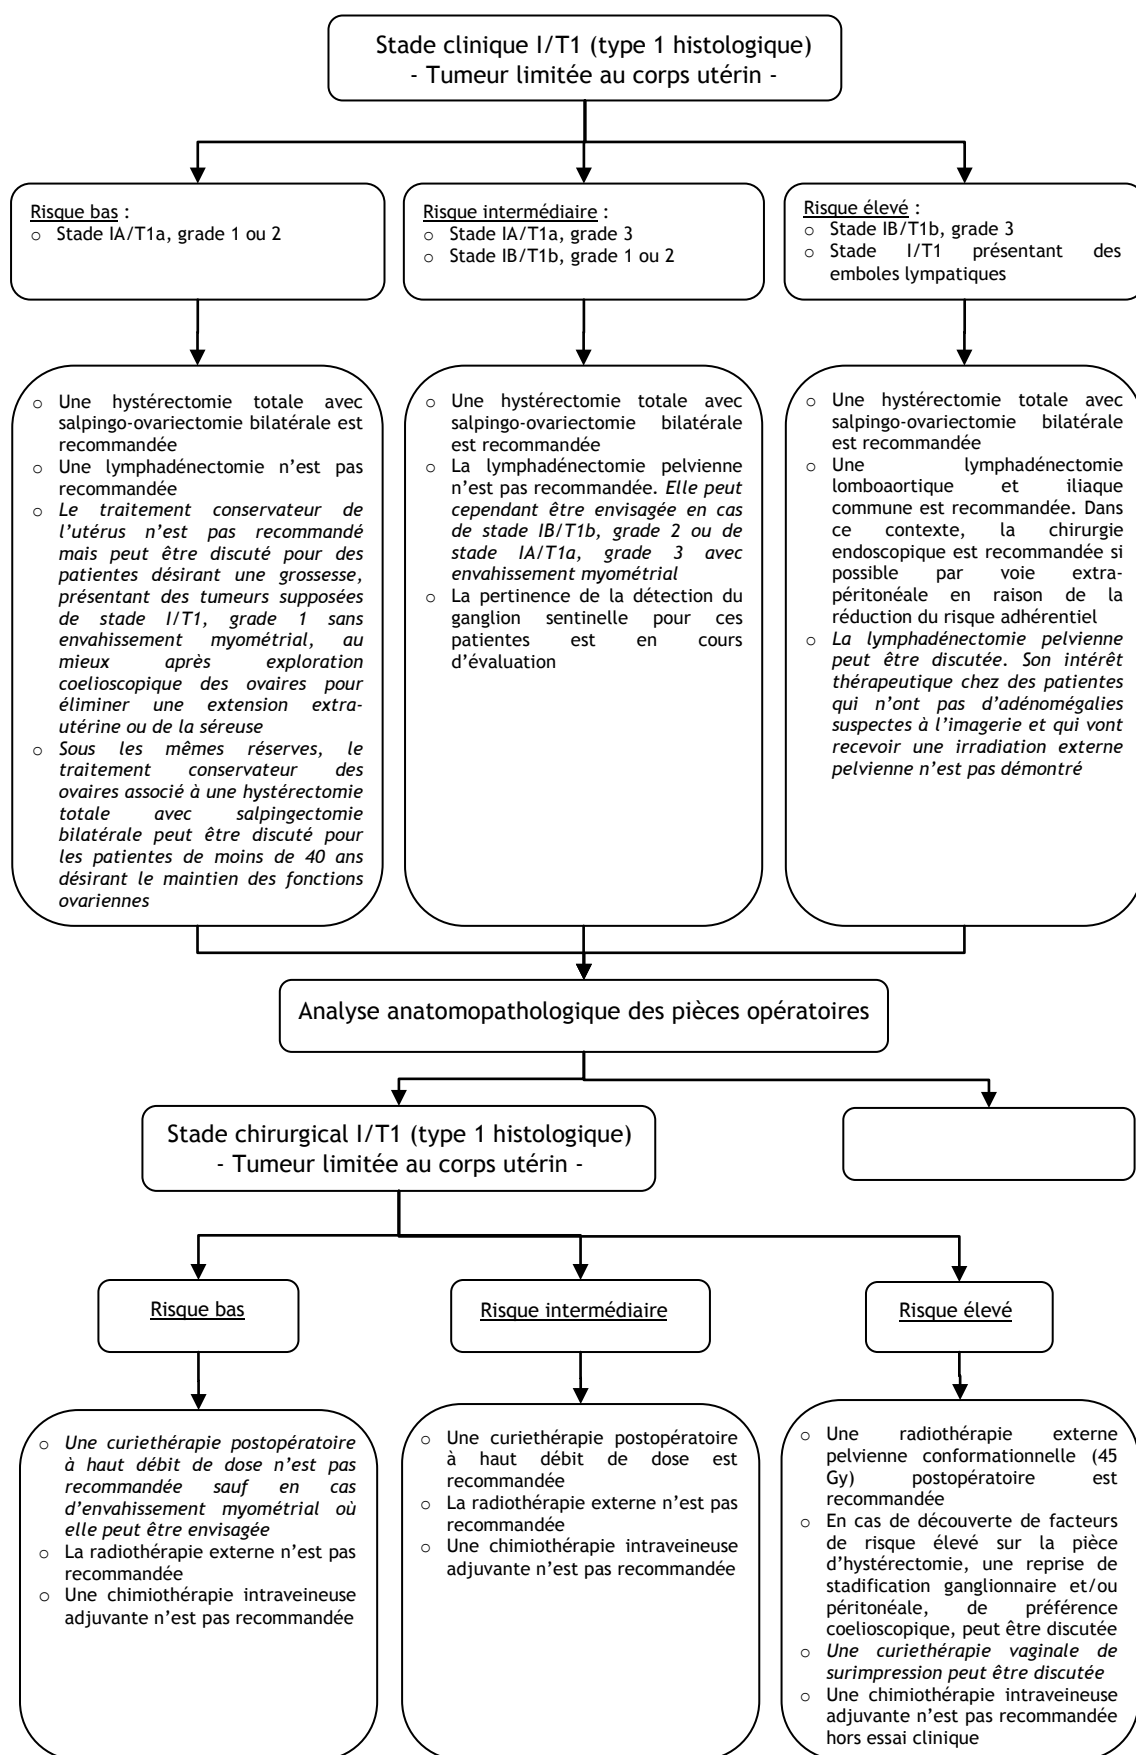 Stade clinique I/T1 (type 1 histologique)
- Tumeur limitée au corps utérin -
Risque bas :
o Stade IA/T1a, grade 1 ou 2
Risque intermédiaire :
o Stade IA/T1a, grade 3
o Stade IB/T1b, grade 1 ou 2
Risque élevé :
o Stade IB/T1b, grade 3
o Stade I/T1 présentant des
emboles lympatiques
o Une hystérectomie totale avec
salpingo-ovariectomie bilatérale est
recommandée
o Une lymphadénectomie n'est pas
recommandée
o Le traitement conservateur de
l'utérus n'est pas recommandé
mais peut être discuté pour des
patientes désirant une grossesse,
présentant des tumeurs supposées
de stade I/T1, grade 1 sans
envahissement myométrial, au
mieux après exploration
coelioscopique des ovaires pour
éliminer une extension extra-
utérine ou de la séreuse
o Sous les mêmes réserves, le
traitement conservateur des
ovaires associé à une hystérectomie
totale avec salpingectomie
bilatérale peut être discuté pour
les patientes de moins de 40 ans
désirant le maintien des fonctions
ovariennes
o Une hystérectomie totale avec
salpingo-ovariectomie bilatérale
est recommandée
o La lymphadénectomie pelvienne
n'est pas recommandée. Elle peut
cependant être envisagée en cas
de stade IB/T1b, grade 2 ou de
stade IA/T1a, grade 3 avec
envahissement myométrial
o La pertinence de la détection du
ganglion sentinelle pour ces
patientes est en cours
d'évaluation
o Une hystérectomie totale avec
salpingo-ovariectomie bilatérale
est recommandée
o Une lymphadénectomie
lomboaortique et iliaque
commune est recommandée. Dans
ce contexte, la chirurgie
endoscopique est recommandée si
possible par voie extra-
péritonéale en raison de la
réduction du risque adhérentiel
o La lymphadénectomie pelvienne
peut être discutée. Son intérêt
thérapeutique chez des patientes
qui n'ont pas d'adénomégalies
suspectes à l'imagerie et qui vont
recevoir une irradiation externe
pelvienne n'est pas démontré
Analyse anatomopathologique des pièces opératoires
Stade chirurgical I/T1 (type 1 histologique)
- Tumeur limitée au corps utérin -
Risque bas
Risque intermédiaire
Risque élevé
o Une curiethérapie postopératoire
à haut débit de dose n'est pas
recommandée sauf en cas
d'envahissement myométrial où
elle peut être envisagée
o La radiothérapie externe n'est pas
recommandée
o Une chimiothérapie intraveineuse
adjuvante n'est pas recommandée
o Une curiethérapie postopératoire
à haut débit de dose est
recommandée
o La radiothérapie externe n'est pas
recommandée
o Une chimiothérapie intraveineuse
adjuvante n'est pas recommandée
o Une radiothérapie externe
pelvienne conformationnelle (45
Gy) postopératoire est
recommandée
o En cas de découverte de facteurs
de risque élevé sur la pièce
d'hystérectomie, une reprise de
stadification ganglionnaire et/ou
péritonéale, de préférence
coelioscopique, peut être discutée
o Une curiethérapie vaginale de
surimpression peut être discutée
o Une chimiothérapie intraveineuse
adjuvante n'est pas recommandée
hors essai clinique